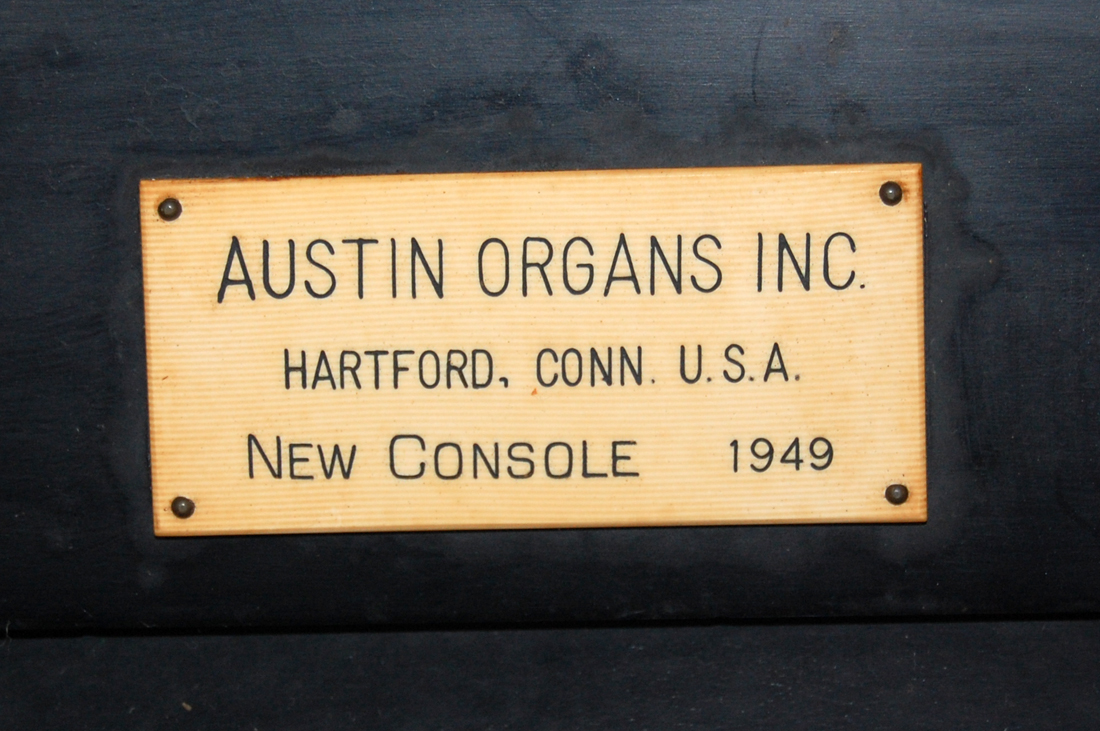 AUSTIN ORGANS INC.
HARTFORD, CONN. U.S.A.
NEW CONSOLE 1949